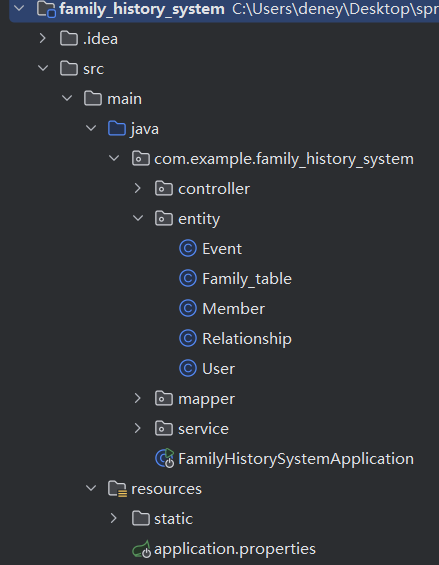 family_history_system C:\Users\deney\Desktop\spr
.idea
src
main
java
com.example.family_history_system
controller
entity
Event
Family_table
Member
Relationship
User
mapper
service
FamilyHistorySystemApplication
resources
static
application.properties